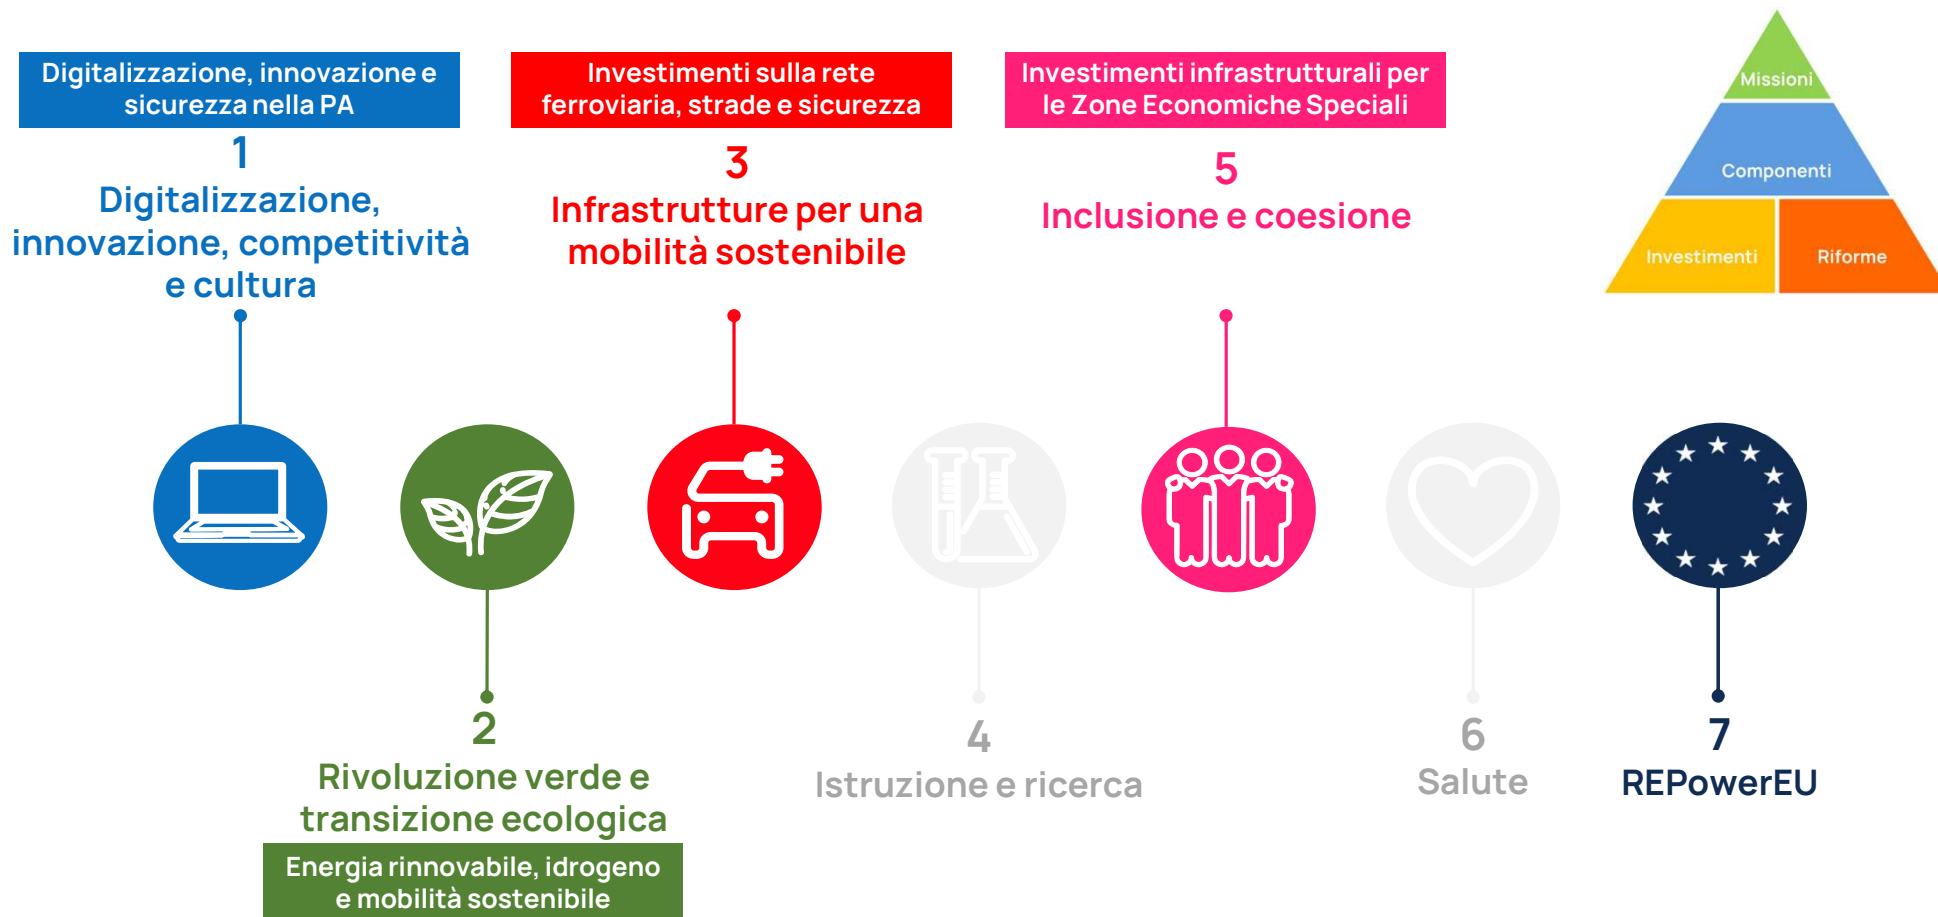 Digitalizzazione, innovazione e
sicurezza nella PA
1
Digitalizzazione,
innovazione, competitività
e cultura
Investimenti sulla rete
ferroviaria, strade e sicurezza
3
Infrastrutture per una
mobilità sostenibile
Investimenti infrastrutturali per
le Zone Economiche Speciali
5
Inclusione e coesione
Missioni
Componenti
Investimenti
Riforme
2
Rivoluzione verde e
transizione ecologica
Energia rinnovabile, idrogeno
e mobilità sostenibile
4
Istruzione e ricerca
6
Salute
7
REPowerEU